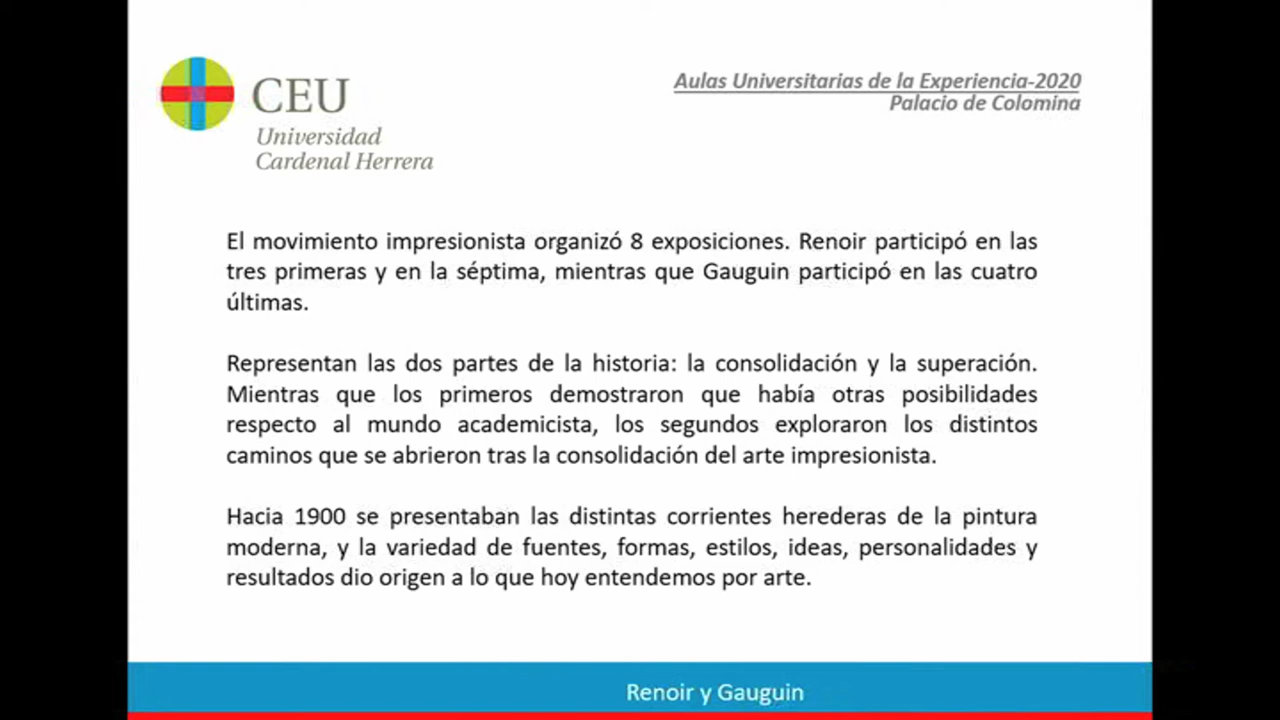 CEU
Universidad
Cardenal Herrera
Aulas Universitarias de la Experiencia-2020
Palacio de Colomina
El movimiento impresionista organizó 8 exposiciones. Renoir participó en las
tres primeras y en la séptima, mientras que Gauguin participó en las cuatro
últimas.
Representan las dos partes de la historia: la consolidación y la superación.
Mientras que los primeros demostraron que había otras posibilidades
respecto al mundo academicista, los segundos exploraron los distintos
caminos que se abrieron tras la consolidación del arte impresionista.
Hacia 1900 se presentaban las distintas corrientes herederas de la pintura
moderna, y la variedad de fuentes, formas, estilos, ideas, personalidades y
resultados dio origen a lo que hoy entendemos por arte.
Renoir y Gauguin